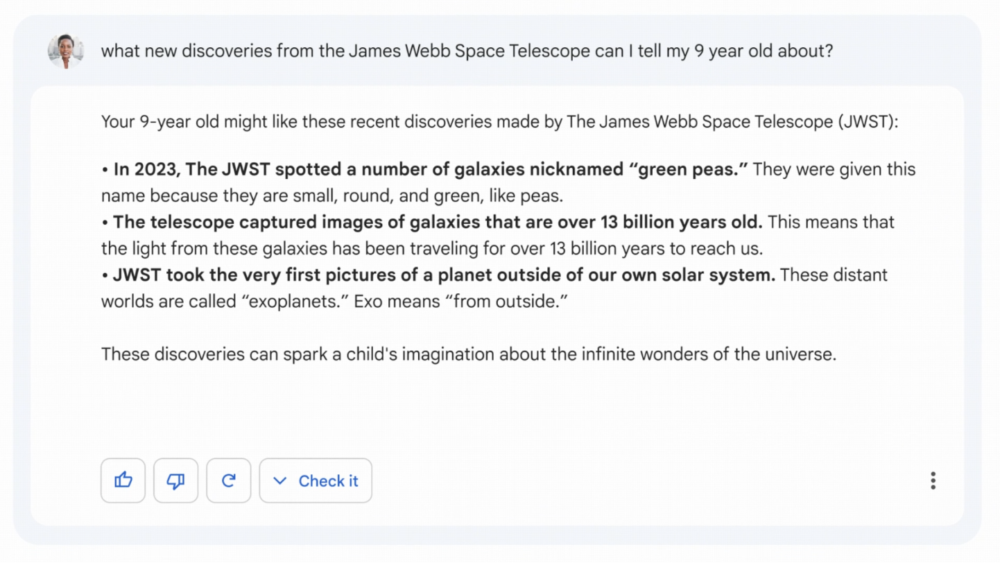 what new discoveries from the James Webb Space Telescope can I tell my 9 year old about?
Your 9-year old might like these recent discoveries made by The James Webb Space Telescope (JWST):
• In 2023, The JWST spotted a number of galaxies nicknamed “green peas.” They were given this
name because they are small, round, and green, like peas.
• The telescope captured images of galaxies that are over 13 billion years old. This means that
the light from these galaxies has been traveling for over 13 billion years to reach us.
• JWST took the very first pictures of a planet outside of our own solar system. These distant
worlds are called “exoplanets.” Exo means “from outside.”
These discoveries can spark a child's imagination about the infinite wonders of the universe.
Check it